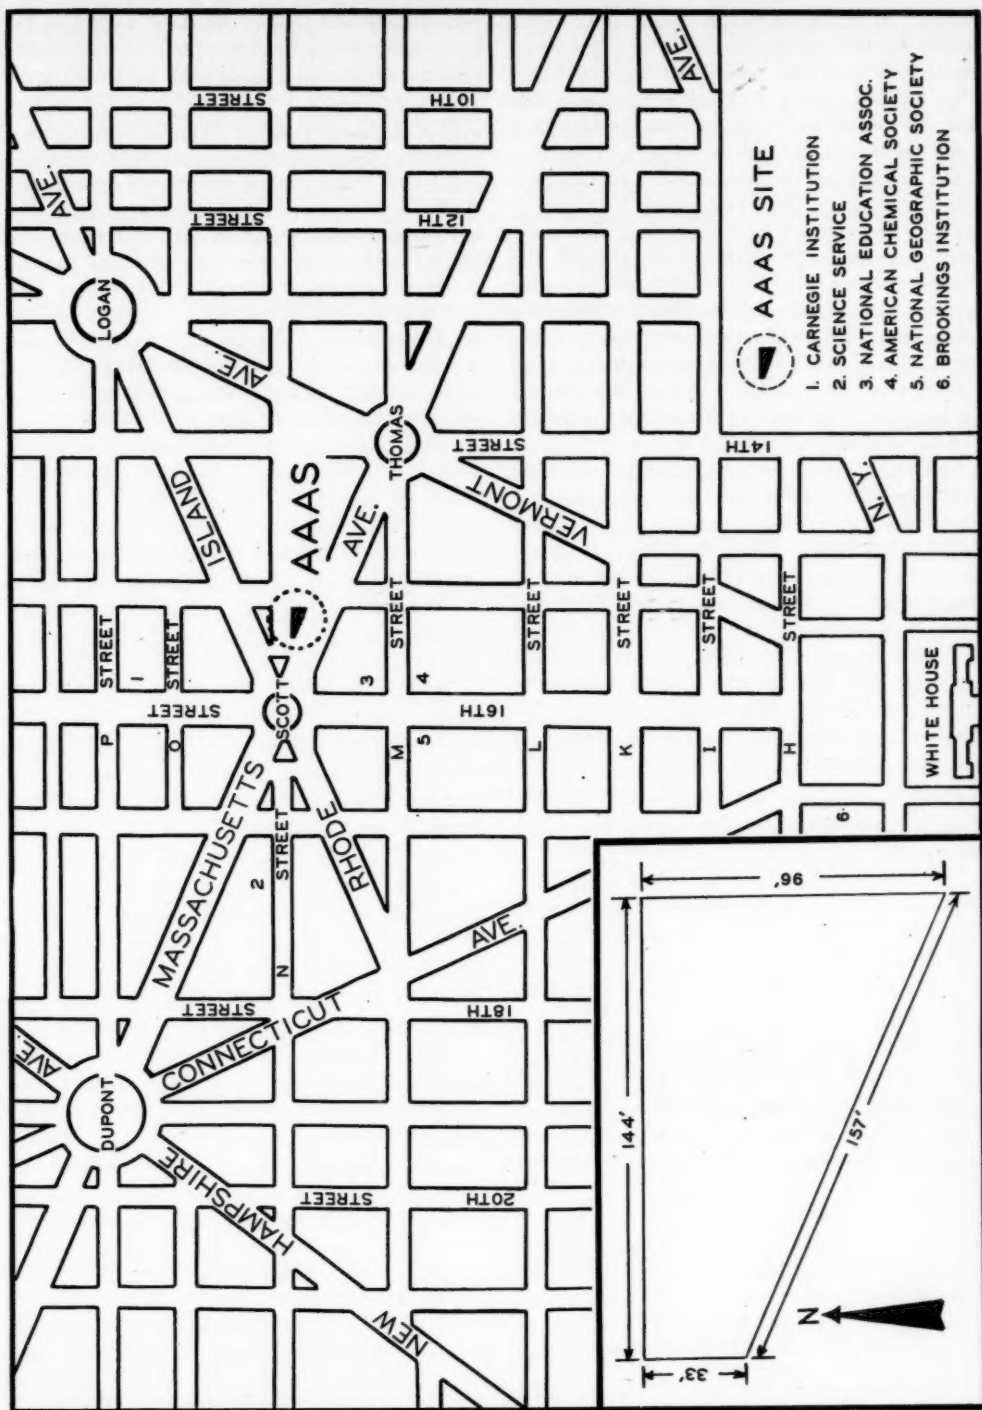 10TH
STREET
AVE.
AVE.
12TH
STREET
LOGAN
AVE.
THOMAS
14TH
STREET
ISLAND
AVE.
VERMONT
N.Y.
AAAS
STREET
STREET
STREET
STREET
STREET
STREET
STREET
P
O
M
L
K
I
H
1
3
4
16TH
STREET
SCOTT
5
WHITE HOUSE
6
MASSACHUSETTS
2
N
STREET
RHODE
AVE.
18TH
STREET
CONNECTICUT
AVE.
DUPONT
20TH
STREET
NEW
HAMPSHIRE
AAAS SITE
1. CARNEGIE INSTITUTION
2. SCIENCE SERVICE
3. NATIONAL EDUCATION ASSOC.
4. AMERICAN CHEMICAL SOCIETY
5. NATIONAL GEOGRAPHIC SOCIETY
6. BROOKINGS INSTITUTION
144'
96'
157'
33'
N